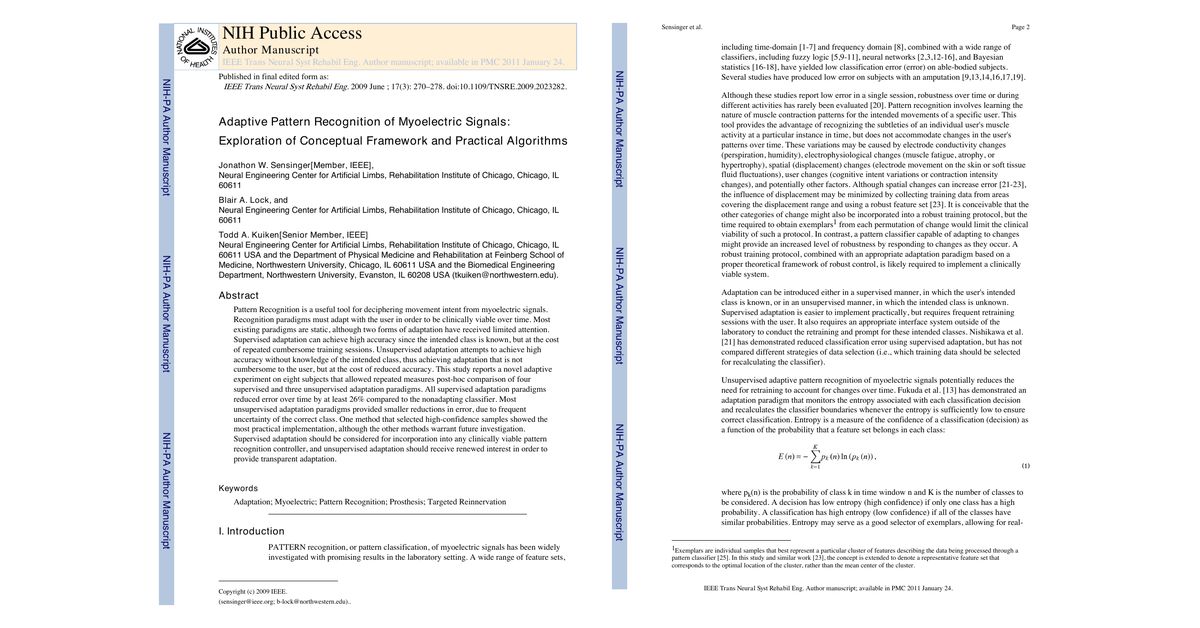 NATIONAL INSTITUTES OF HEALTH
NIH Public Access
Author Manuscript
IEEE Trans Neural Syst Rehabil Eng. Author manuscript; available in PMC 2011 January 24.
Published in final edited form as:
IEEE Trans Neural Syst Rehabil Eng. 2009 June ; 17(3): 270–278. doi:10.1109/TNSRE.2009.2023282.
NIH-PA Author Manuscript
NIH-PA Author Manuscript
NIH-PA Author Manuscript
Adaptive Pattern Recognition of Myoelectric Signals:
Exploration of Conceptual Framework and Practical Algorithms
Jonathon W. Sensinger[Member, IEEE],
Neural Engineering Center for Artificial Limbs, Rehabilitation Institute of Chicago, Chicago, IL
60611
Blair A. Lock, and
Neural Engineering Center for Artificial Limbs, Rehabilitation Institute of Chicago, Chicago, IL
60611
Todd A. Kuiken[Senior Member, IEEE]
Neural Engineering Center for Artificial Limbs, Rehabilitation Institute of Chicago, Chicago, IL
60611 USA and the Department of Physical Medicine and Rehabilitation at Feinberg School of
Medicine, Northwestern University, Chicago, IL 60611 USA and the Biomedical Engineering
Department, Northwestern University, Evanston, IL 60208 USA (tkuiken@northwestern.edu).
Abstract
Pattern Recognition is a useful tool for deciphering movement intent from myoelectric signals.
Recognition paradigms must adapt with the user in order to be clinically viable over time. Most
existing paradigms are static, although two forms of adaptation have received limited attention.
Supervised adaptation can achieve high accuracy since the intended class is known, but at the cost
of repeated cumbersome training sessions. Unsupervised adaptation attempts to achieve high
accuracy without knowledge of the intended class, thus achieving adaptation that is not
cumbersome to the user, but at the cost of reduced accuracy. This study reports a novel adaptive
experiment on eight subjects that allowed repeated measures post-hoc comparison of four
supervised and three unsupervised adaptation paradigms. All supervised adaptation paradigms
reduced error over time by at least 26% compared to the nonadapting classifier. Most
unsupervised adaptation paradigms provided smaller reductions in error, due to frequent
uncertainty of the correct class. One method that selected high-confidence samples showed the
most practical implementation, although the other methods warrant future investigation.
Supervised adaptation should be considered for incorporation into any clinically viable pattern
recognition controller, and unsupervised adaptation should receive renewed interest in order to
provide transparent adaptation.
Keywords
Adaptation; Myoelectric; Pattern Recognition; Prosthesis; Targeted Reinnervation
I. Introduction
PATTERN recognition, or pattern classification, of myoelectric signals has been widely
investigated with promising results in the laboratory setting. A wide range of feature sets,
Copyright (c) 2009 IEEE.
(sensinger@ieee.org; b-lock@northwestern.edu)..
Sensinger et al.
Page 2
NIH-PA Author Manuscript
NIH-PA Author Manuscript
NIH-PA Author Manuscript
including time-domain [1-7] and frequency domain [8], combined with a wide range of
classifiers, including fuzzy logic [5,9-11], neural networks [2,3,12-16], and Bayesian
statistics [16-18], have yielded low classification error (error) on able-bodied subjects.
Several studies have produced low error on subjects with an amputation [9,13,14,16,17,19].
Although these studies report low error in a single session, robustness over time or during
different activities has rarely been evaluated [20]. Pattern recognition involves learning the
nature of muscle contraction patterns for the intended movements of a specific user. This
tool provides the advantage of recognizing the subtleties of an individual user's muscle
activity at a particular instance in time, but does not accommodate changes in the user's
patterns over time. These variations may be caused by electrode conductivity changes
(perspiration, humidity), electrophysiological changes (muscle fatigue, atrophy, or
hypertrophy), spatial (displacement) changes (electrode movement on the skin or soft tissue
fluid fluctuations), user changes (cognitive intent variations or contraction intensity
changes), and potentially other factors. Although spatial changes can increase error [21-23],
the influence of displacement may be minimized by collecting training data from areas
covering the displacement range and using a robust feature set [23]. It is conceivable that the
other categories of change might also be incorporated into a robust training protocol, but the
time required to obtain exemplars1 from each permutation of change would limit the clinical
viability of such a protocol. In contrast, a pattern classifier capable of adapting to changes
might provide an increased level of robustness by responding to changes as they occur. A
robust training protocol, combined with an appropriate adaptation paradigm based on a
proper theoretical framework of robust control, is likely required to implement a clinically
viable system.
Adaptation can be introduced either in a supervised manner, in which the user's intended
class is known, or in an unsupervised manner, in which the intended class is unknown.
Supervised adaptation is easier to implement practically, but requires frequent retraining
sessions with the user. It also requires an appropriate interface system outside of the
laboratory to conduct the retraining and prompt for these intended classes. Nishikawa et al.
[21] has demonstrated reduced classification error using supervised adaptation, but has not
compared different strategies of data selection (i.e., which training data should be selected
for recalculating the classifier).
Unsupervised adaptive pattern recognition of myoelectric signals potentially reduces the
need for retraining to account for changes over time. Fukuda et al. [13] has demonstrated an
adaptation paradigm that monitors the entropy associated with each classification decision
and recalculates the classifier boundaries whenever the entropy is sufficiently low to ensure
correct classification. Entropy is a measure of the confidence of a classification (decision) as
a function of the probability that a feature set belongs in each class:
E (n) = − K∑k=1 pk (n) ln (pk (n)) ,
(1)
where pk(n) is the probability of class k in time window n and K is the number of classes to
be considered. A decision has low entropy (high confidence) if only one class has a high
probability. A classification has high entropy (low confidence) if all of the classes have
similar probabilities. Entropy may serve as a good selector of exemplars, allowing for real-
1Exemplars are individual samples that best represent a particular cluster of features describing the data being processed through a
pattern classifier [25]. In this study and similar work [23], the concept is extended to denote a representative feature set that
corresponds to the optimal location of the cluster, rather than the mean center of the cluster.
IEEE Trans Neural Syst Rehabil Eng. Author manuscript; available in PMC 2011 January 24.